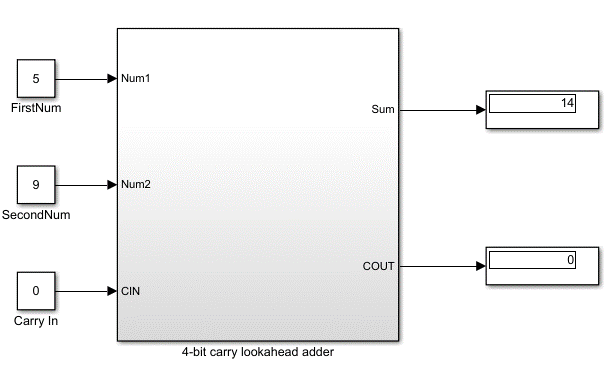 5
Num1
FirstNum
Sum
14
9
Num2
SecondNum
COUT
0
0
CIN
Carry In
4-bit carry lookahead adder